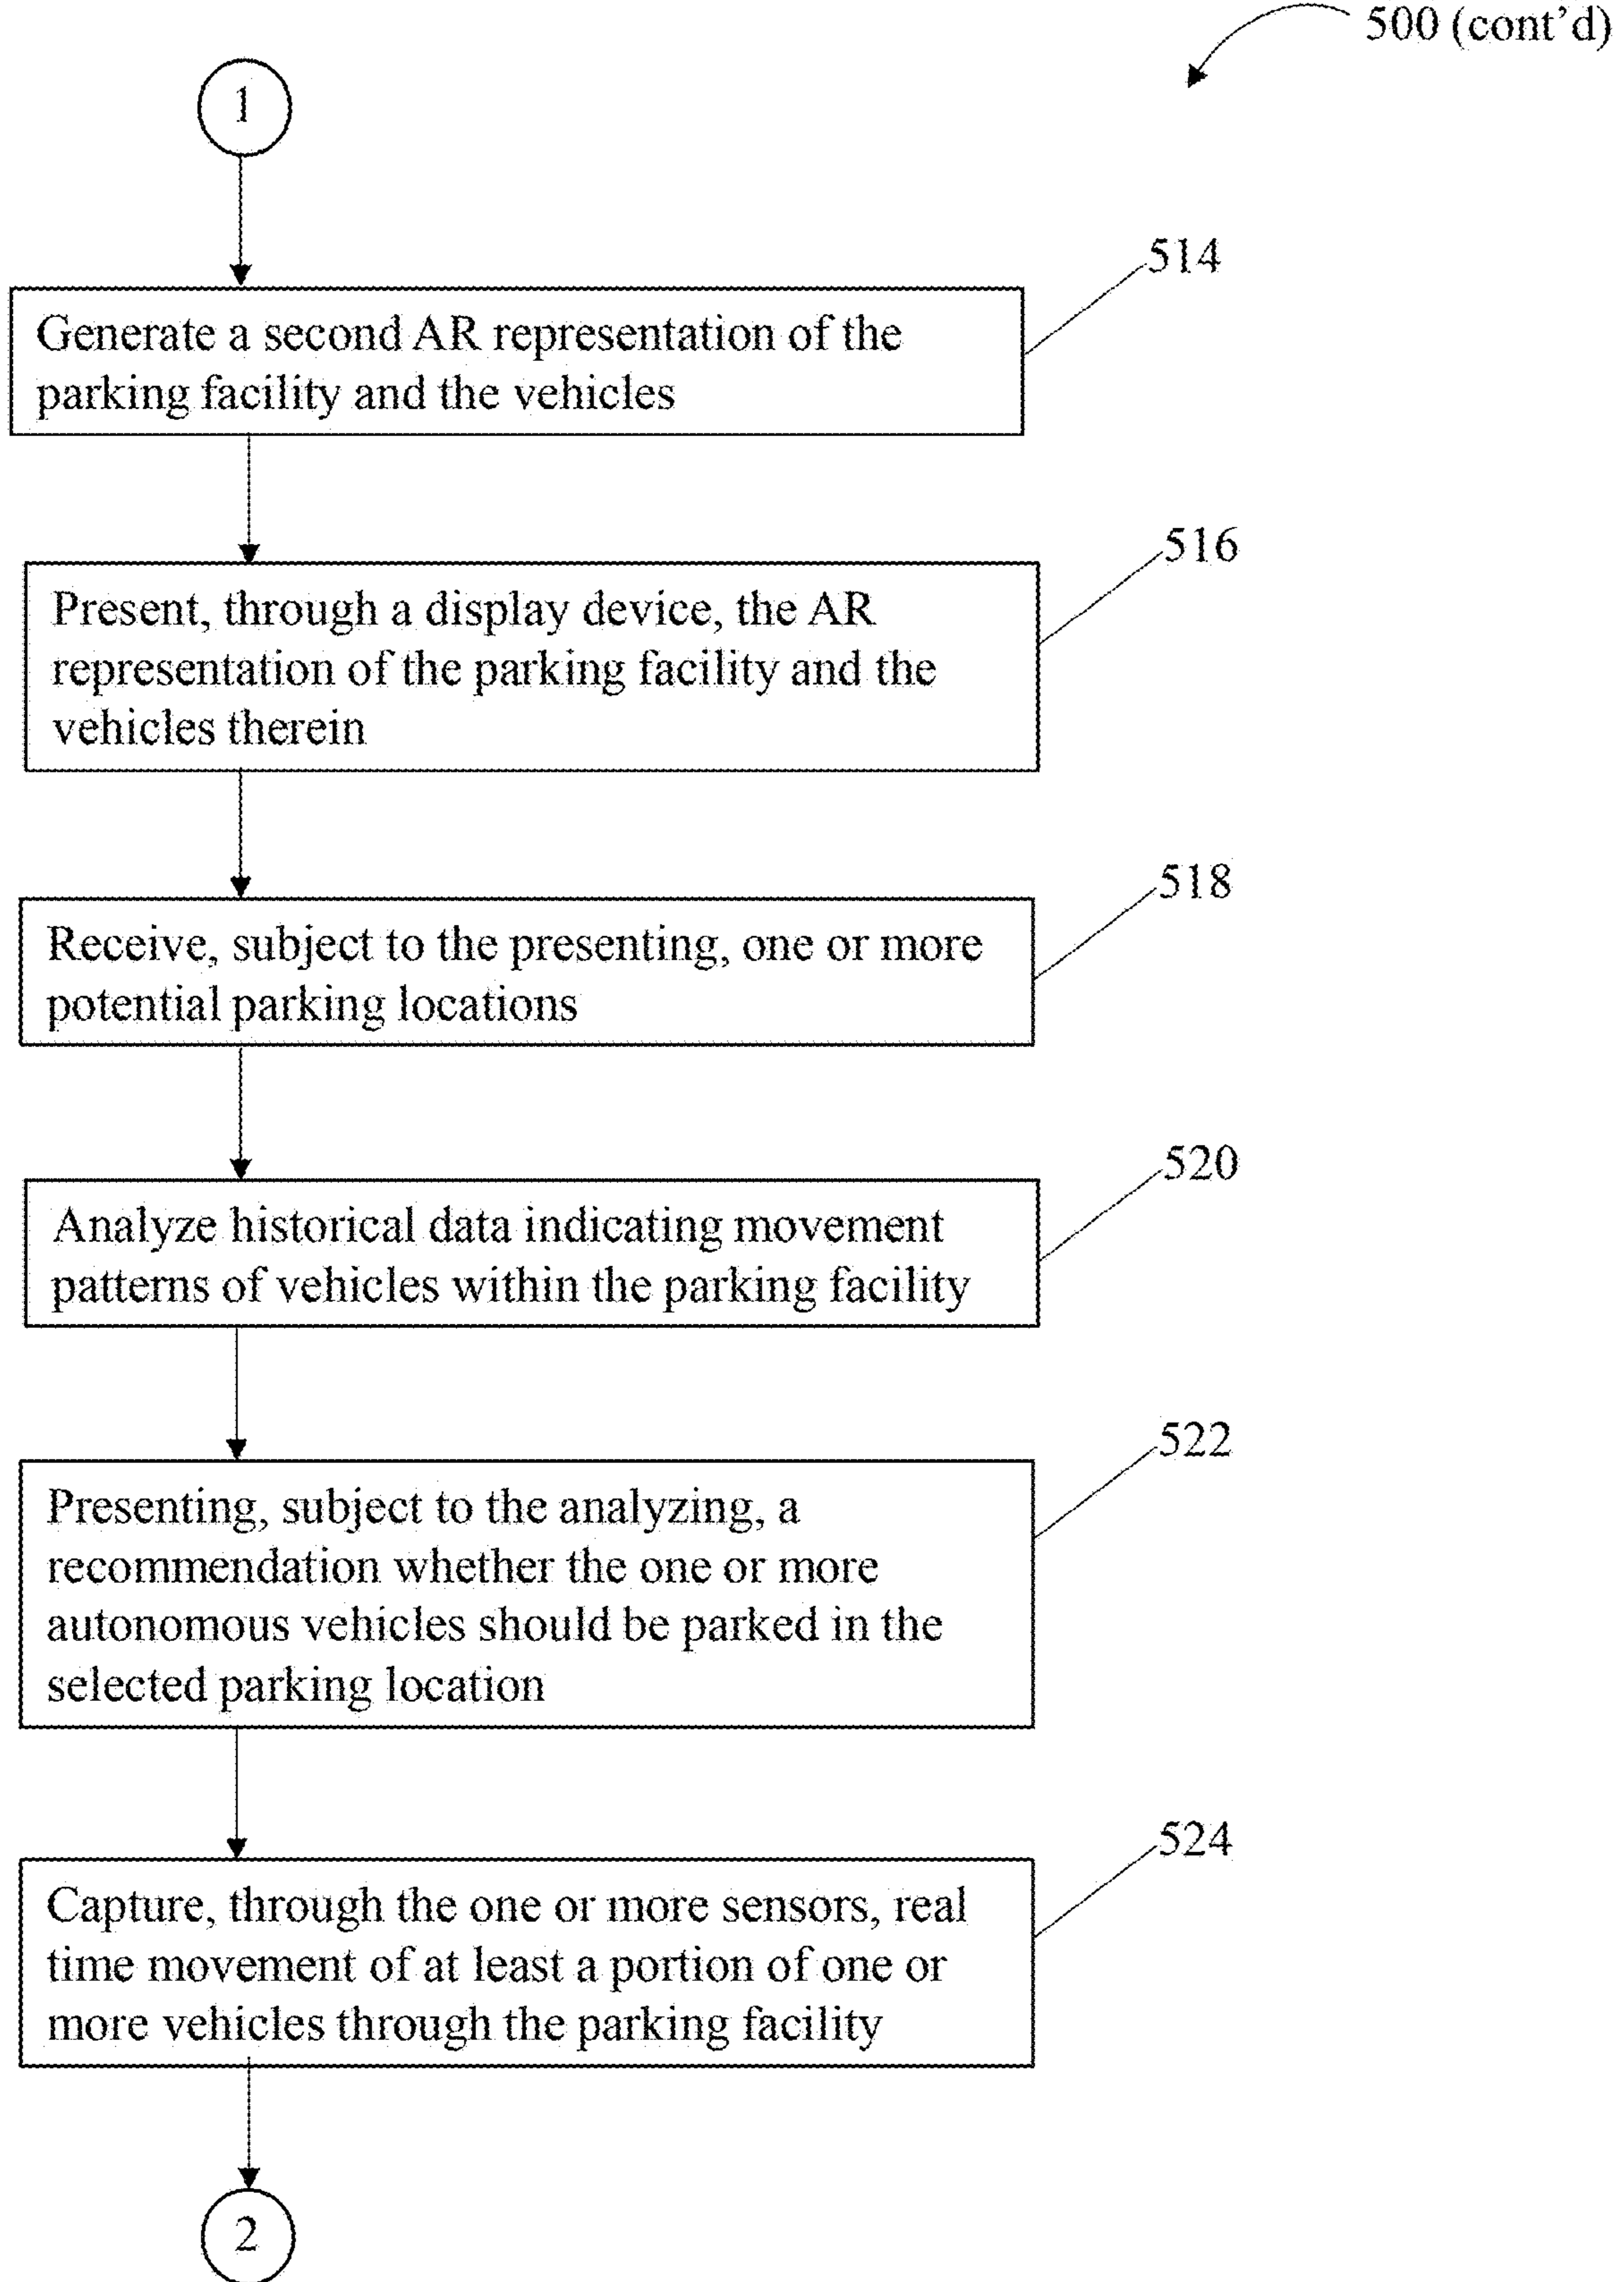 500 (cont’d)
1
514
Generate a second AR representation of the
parking facility and the vehicles
516
Present, through a display device, the AR
representation of the parking facility and the
vehicles therein
518
Receive, subject to the presenting, one or more
potential parking locations
520
Analyze historical data indicating movement
patterns of vehicles within the parking facility
522
Presenting, subject to the analyzing, a
recommendation whether the one or more
autonomous vehicles should be parked in the
selected parking location
524
Capture, through the one or more sensors, real
time movement of at least a portion of one or
more vehicles through the parking facility
2